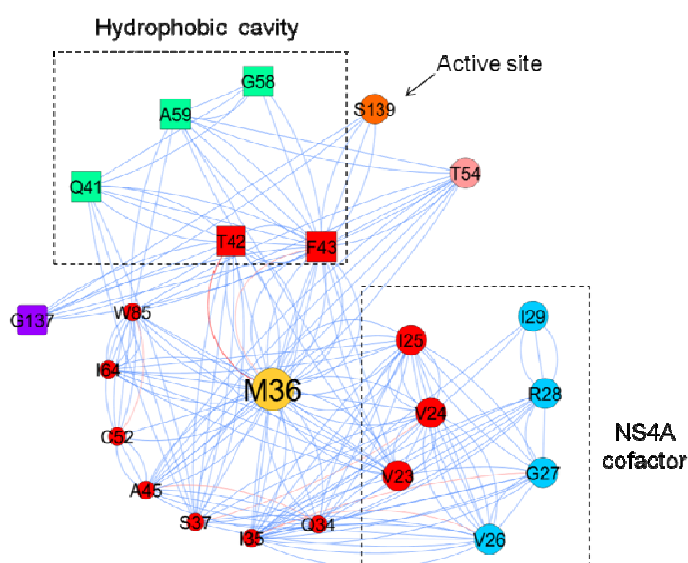 Hydrophobic cavity
Active site
G58
S139
A59
T54
Q41
T42
F43
G137
W85
I29
I25
I64
M36
R28
V24
C52
NS4A
cofactor
V23
G27
A45
S37
I35
Q34
V26